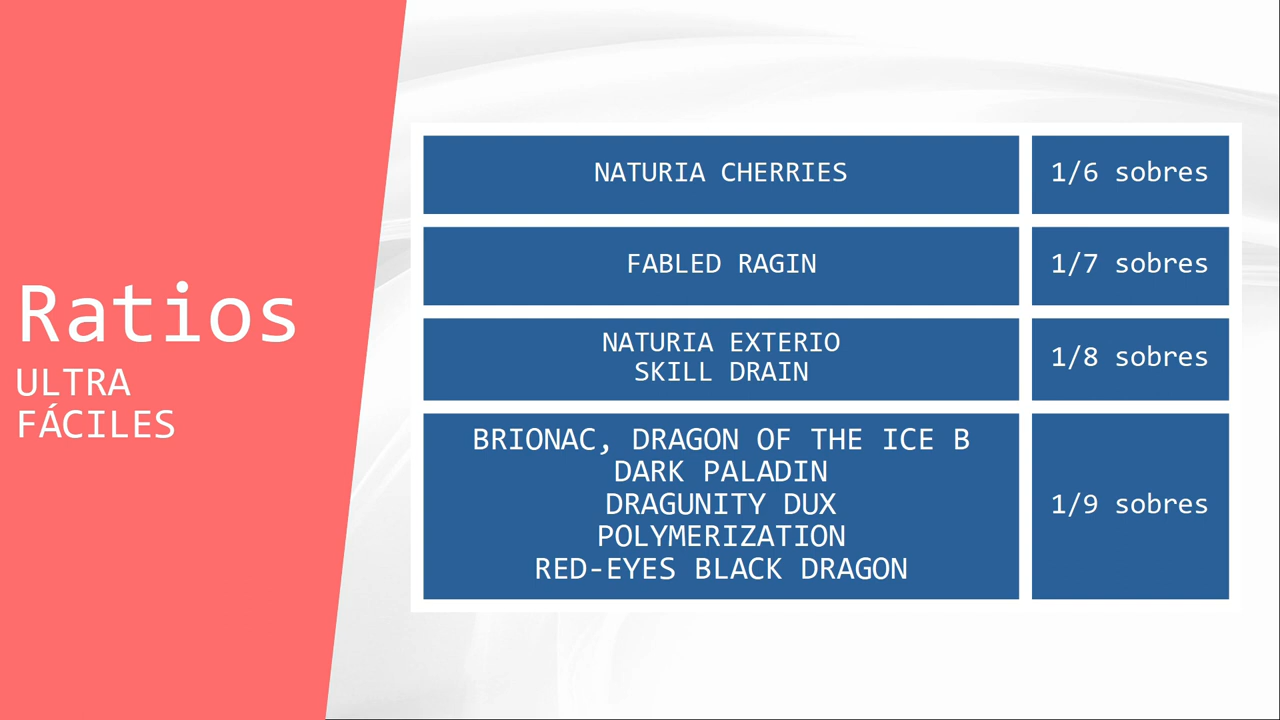 Ratios
ULTRA
FÁCILES
NATURIA CHERRIES
1/6 sobres
FABLED RAGIN
1/7 sobres
NATURIA EXTERIO
SKILL DRAIN
1/8 sobres
BRIONAC, DRAGON OF THE ICE B
DARK PALADIN
DRAGUNITY DUX
POLYMERIZATION
RED-EYES BLACK DRAGON
1/9 sobres